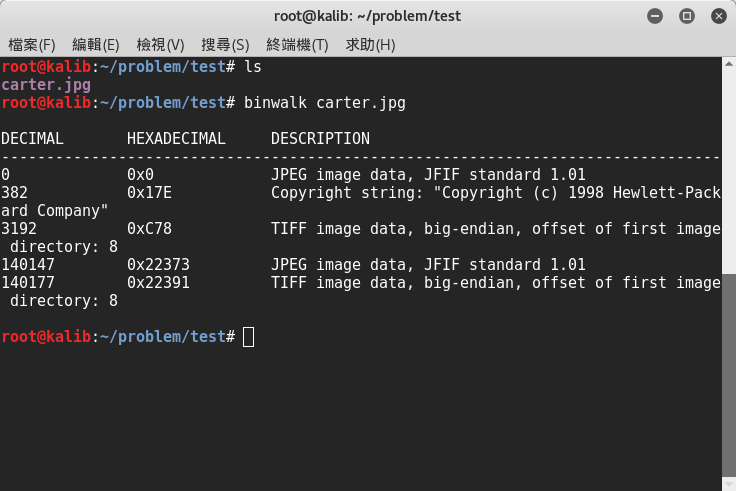 root@kalib: ~/problem/test
檔案(F) 編輯(E) 檢視(V) 搜尋(S) 終端機(T) 求助(H)
root@kalib:~/problem/test# ls
carter.jpg
root@kalib:~/problem/test# binwalk carter.jpg
DECIMAL       HEXADECIMAL     DESCRIPTION
--------------------------------------------------------------------------------
0             0x0             JPEG image data, JFIF standard 1.01
382           0x17E           Copyright string: "Copyright (c) 1998 Hewlett-Pack
ard Company"
3192          0xC78           TIFF image data, big-endian, offset of first image
 directory: 8
140147        0x22373         JPEG image data, JFIF standard 1.01
140177        0x22391         TIFF image data, big-endian, offset of first image
 directory: 8
root@kalib:~/problem/test#